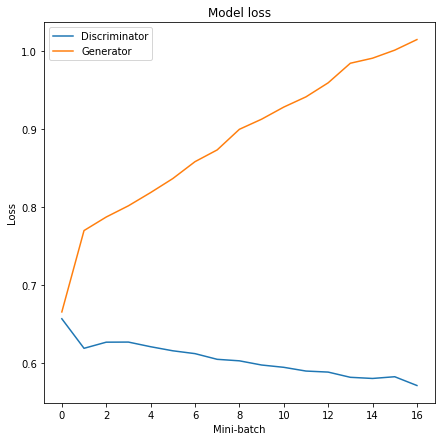 Model loss
Discriminator
Generator
1.0
0.9
0.8
0.7
0.6
Loss
0 2 4 6 8 10 12 14 16
Mini-batch